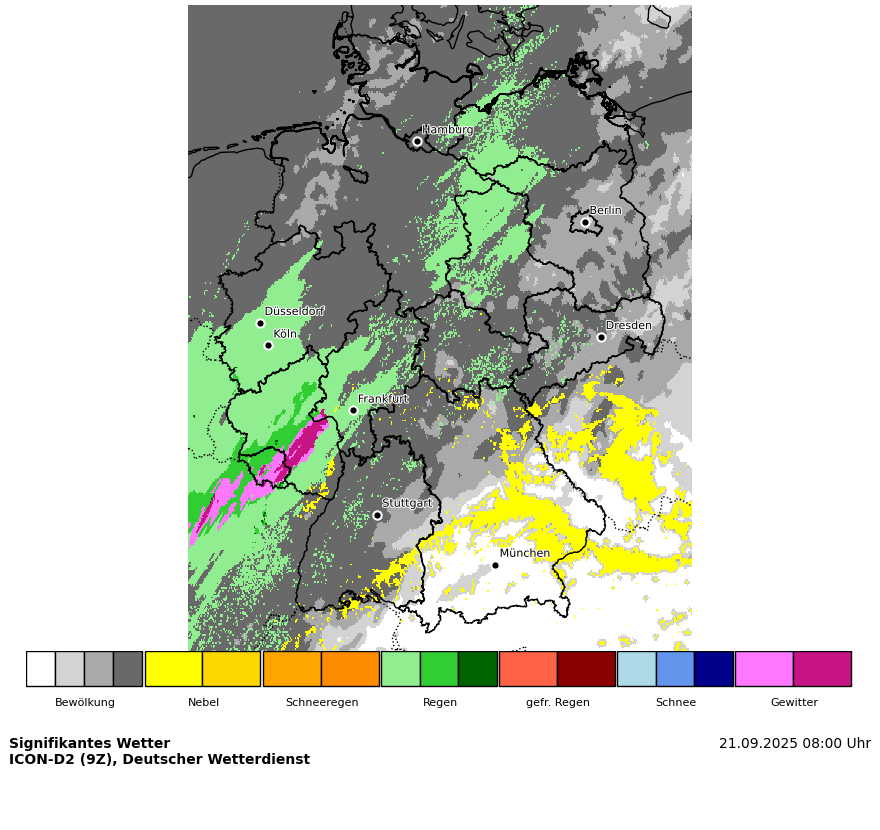 Hamburg
Berlin
Düsseldorf
Köln
Dresden
Frankfurt
Stuttgart
München
Bewölkung Nebel Schneeregen Regen gefr. Regen Schnee Gewitter
Signifikantes Wetter 21.09.2025 08:00 Uhr
ICON-D2 (9Z), Deutscher Wetterdienst